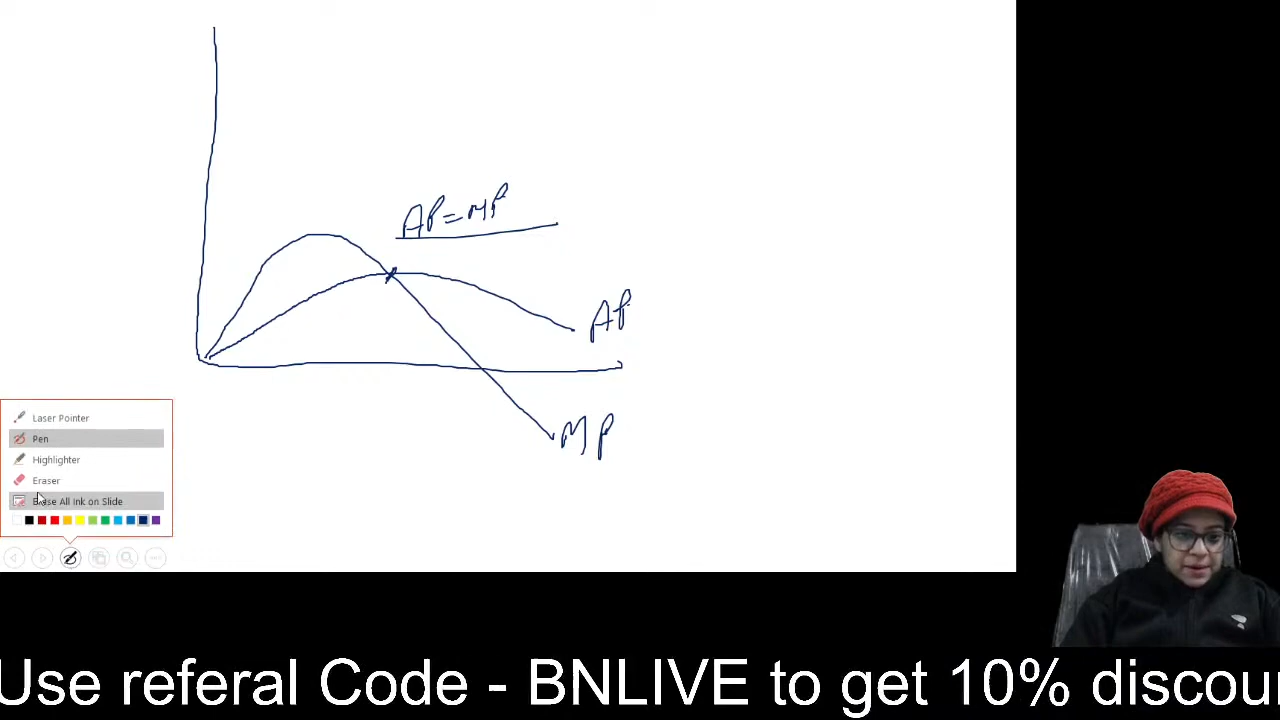 AP=MP
AP
MP
Laser Pointer
Pen
Highlighter
Eraser
Erase All Ink on Slide
Use referal Code - BNLIVE to get 10% discou